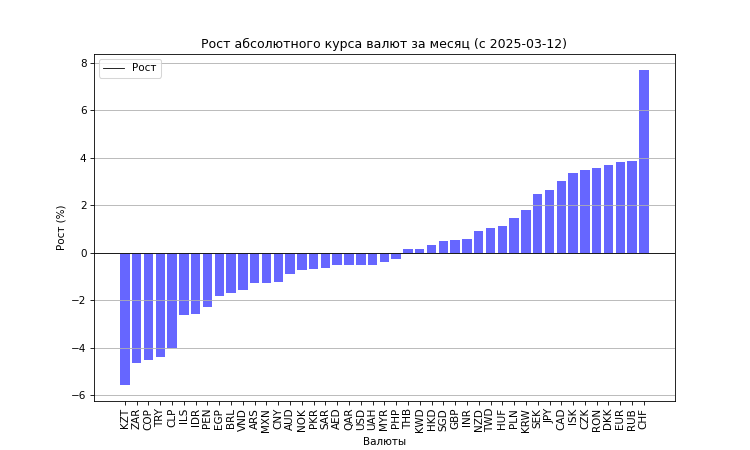 Рост абсолютного курса валют за месяц (с 2025-03-12)
Рост
8
6
4
2
0
−2
−4
−6
Рост (%)
KZT ZAR COP TRY CLP ILS IDR PEN EGP BRL VND ARS MXN CNY AUD NOK PKR SAR AED QAR USD UAH MYR PHP THB KWD HKD SGD GBP INR NZD TWD HUF PLN KRW SEK JPY CAD ISK CZK RON DKK EUR RUB CHF
Валюты